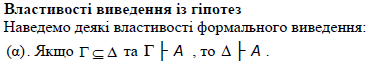 Властивості виведення із гіпотез
Наведемо деякі властивості формального виведення:
(α). Якщо Γ ⊆ Δ та Γ ├ A , то Δ ├ A .